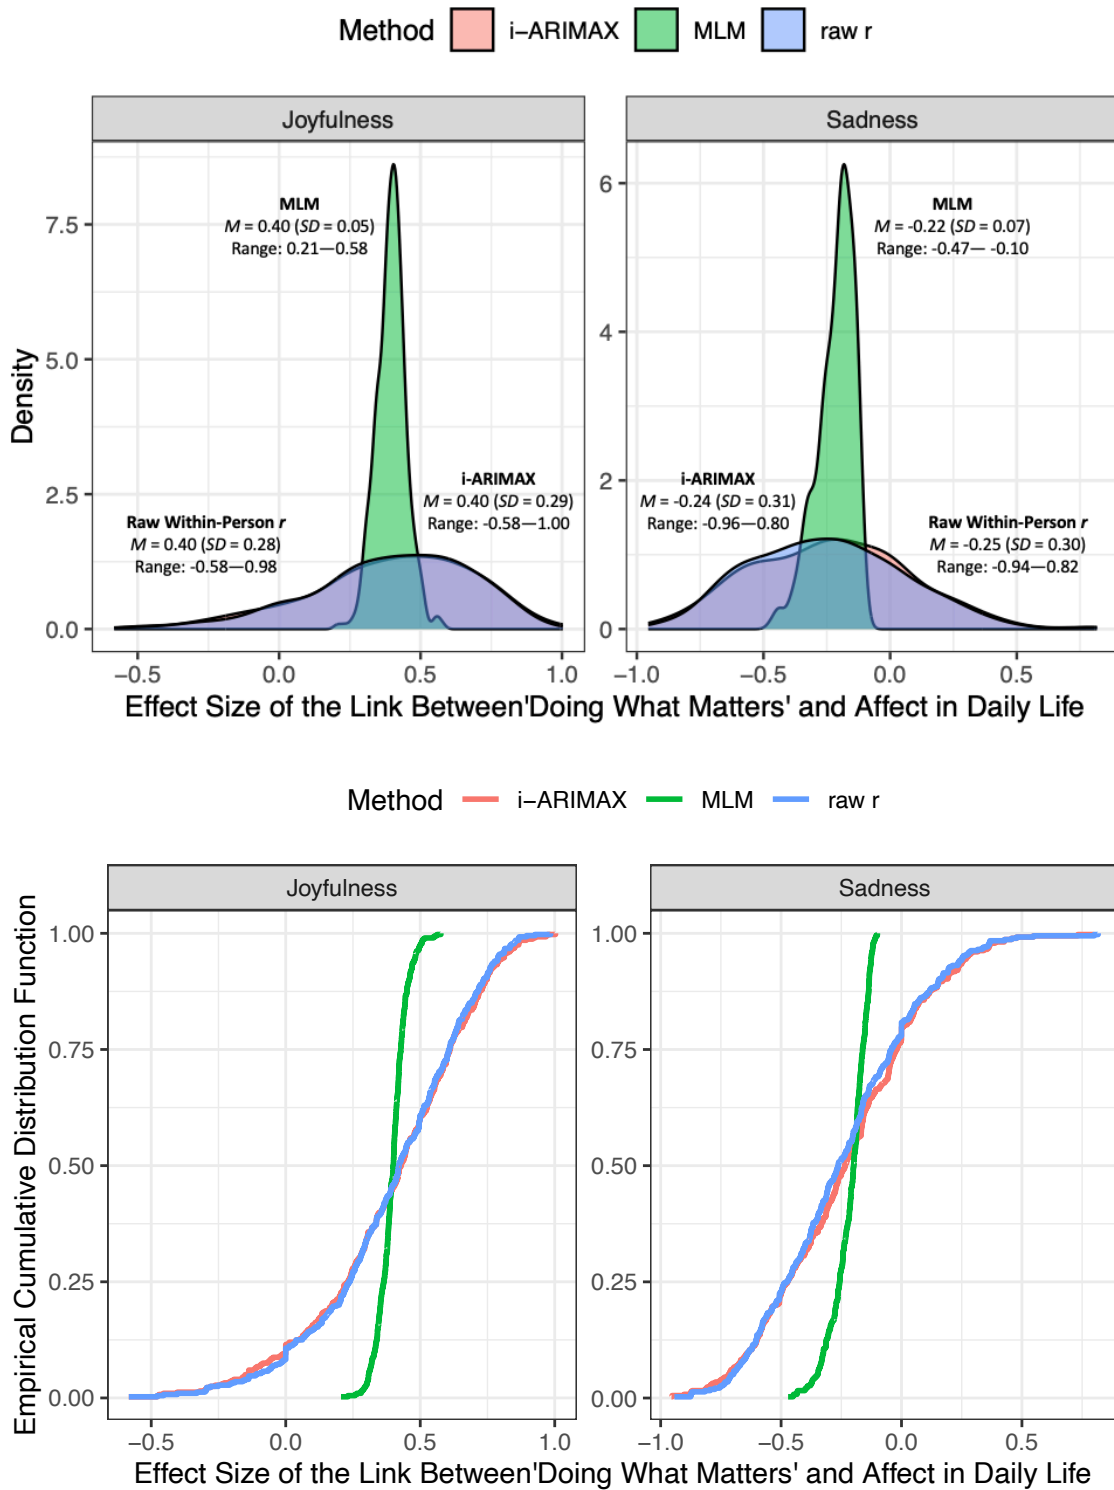 Method i−ARIMAX MLM raw r
Joyfulness
Sadness
MLM
M = 0.40 (SD = 0.05)
Range: 0.21—0.58
i-ARIMAX
M = 0.40 (SD = 0.29)
Range: -0.58—1.00
Raw Within-Person r
M = 0.40 (SD = 0.28)
Range: -0.58—0.98
MLM
M = -0.22 (SD = 0.07)
Range: -0.47— -0.10
i-ARIMAX
M = -0.24 (SD = 0.31)
Range: -0.96—0.80
Raw Within-Person r
M = -0.25 (SD = 0.30)
Range: -0.94—0.82
Density
7.5
5.0
2.5
0.0
6
4
2
0
−0.5 0.0 0.5 1.0
−1.0 −0.5 0.0 0.5
Effect Size of the Link Between'Doing What Matters' and Affect in Daily Life
Method i−ARIMAX MLM raw r
Joyfulness
Sadness
Empirical Cumulative Distribution Function
1.00
0.75
0.50
0.25
0.00
1.00
0.75
0.50
0.25
0.00
−0.5 0.0 0.5 1.0
−1.0 −0.5 0.0 0.5
Effect Size of the Link Between'Doing What Matters' and Affect in Daily Life